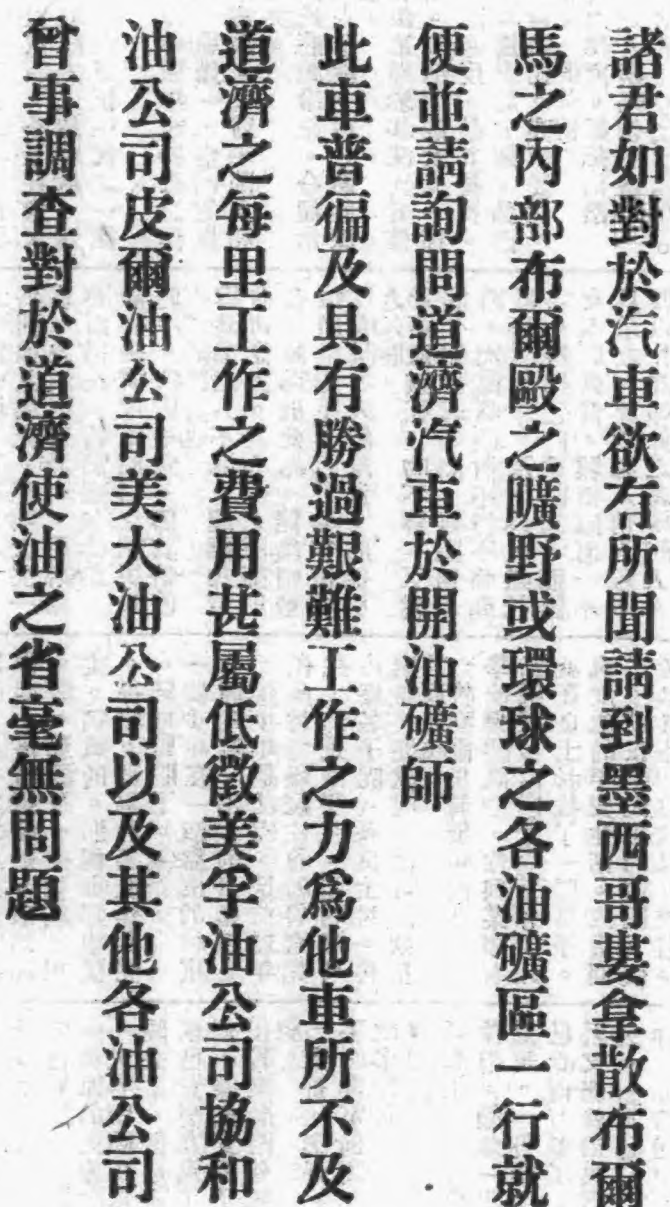 諸君如對於汽車欲有所聞請到墨西哥婁拿散布爾
馬之內部布爾毆之曠野或環球之各油礦區一行就
便並請詢問道濟汽車於開油礦師
此車普徧及具有勝過艱難工作之力爲他車所不及
道濟之每里工作之費用甚屬低徵美孚油公司協和
油公司皮爾油公司美大油公司以及其他各油公司
曾事調查對於道濟使油之省毫無問題